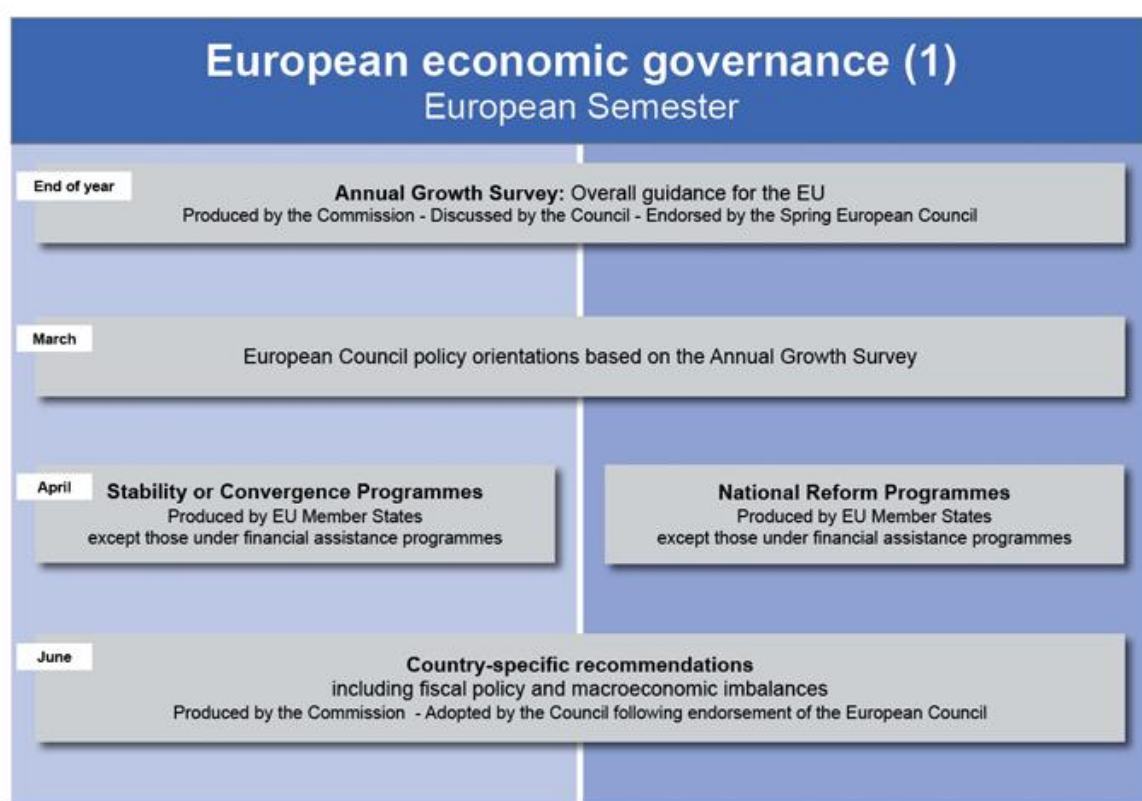 European economic governance (1)
European Semester
End of year
Annual Growth Survey: Overall guidance for the EU
Produced by the Commission - Discussed by the Council - Endorsed by the Spring European Council
March
European Council policy orientations based on the Annual Growth Survey
April
Stability or Convergence Programmes
Produced by EU Member States
except those under financial assistance programmes
National Reform Programmes
Produced by EU Member States
except those under financial assistance programmes
June
Country-specific recommendations
including fiscal policy and macroeconomic imbalances
Produced by the Commission - Adopted by the Council following endorsement of the European Council